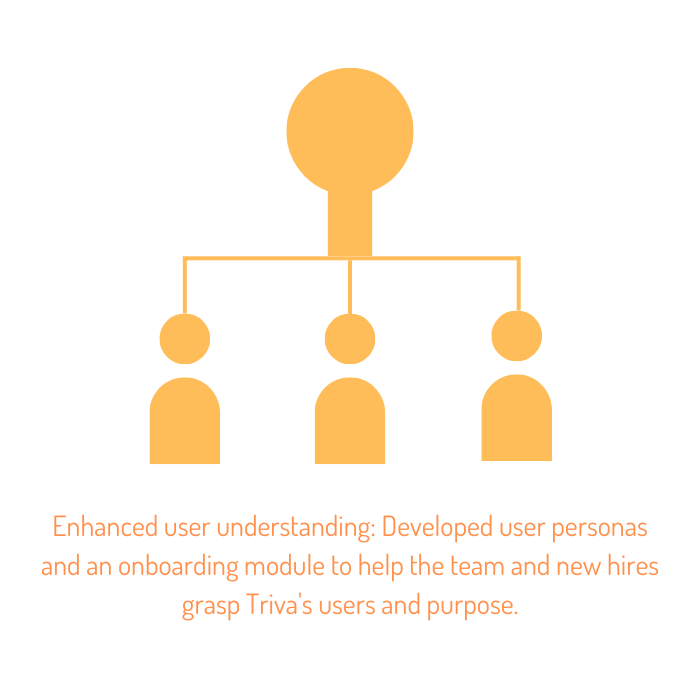 Enhanced user understanding: Developed user personas
and an onboarding module to help the team and new hires
grasp Triva's users and purpose.